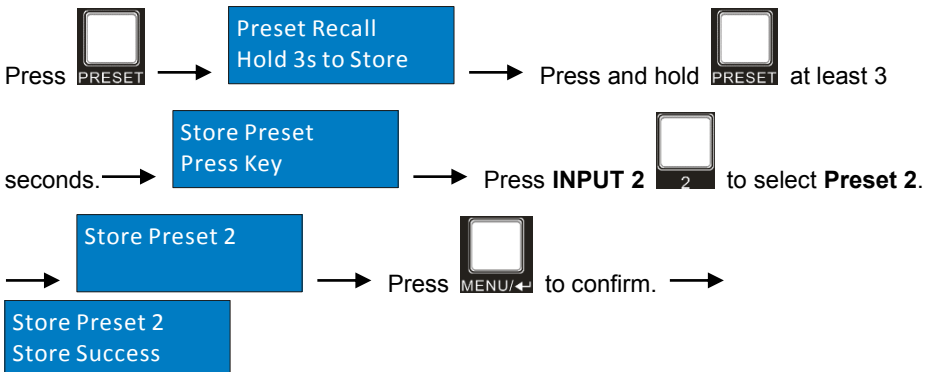 Preset Recall
Hold 3s to Store
Press PRESET Press and hold PRESET at least 3
Store Preset
Press Key
seconds. Press INPUT 2 2 to select Preset 2.
Store Preset 2
Press MENU/↵ to confirm.
Store Preset 2
Store Success